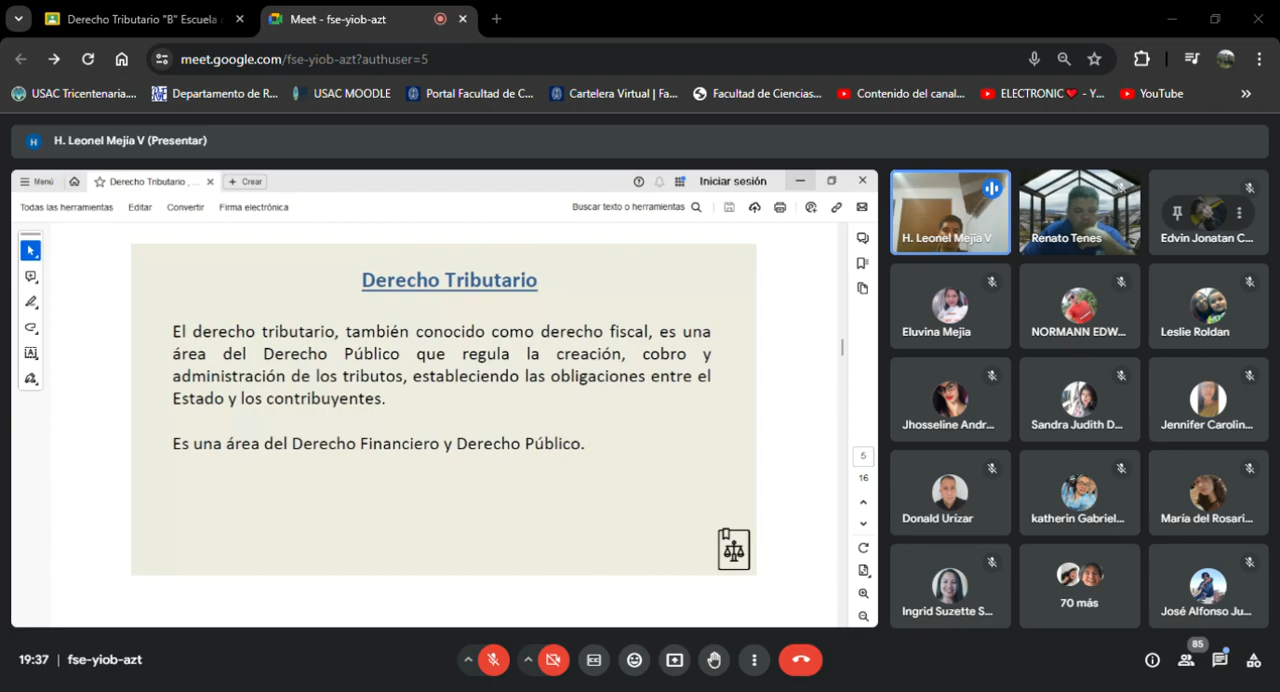 Derecho Tributario "B" Escuela
Meet - fse-yiob-azt
meet.google.com/fse-yiob-azt?authuser=5
USAC Tricentenaria....
Departamento de R...
USAC MOODLE
Portal Facultad de C...
Cartelera Virtual | Fa...
Facultad de Ciencias...
Contenido del canal...
ELECTRONIC❤ - Y...
YouTube
H
H. Leonel Mejía V (Presentar)
Menú
Derecho Tributario , ...
+ Crear
Iniciar sesión
Todas las herramientas
Editar
Convertir
Firma electrónica
Buscar texto o herramientas
Derecho Tributario
El derecho tributario, también conocido como derecho fiscal, es una
área del Derecho Público que regula la creación, cobro y
administración de los tributos, estableciendo las obligaciones entre el
Estado y los contribuyentes.
Es una área del Derecho Financiero y Derecho Público.
5
16
H. Leonel Mejía V
Renato Tenes
Edvin Jonatan C...
Eluvina Mejia
NORMANN EDW...
Leslie Roldan
Jhosseline Andr...
Sandra Judith D...
Jennifer Carolin...
Donald Urízar
katherin Gabriel...
María del Rosari...
Ingrid Suzette S...
70 más
José Alfonso Ju...
19:37 | fse-yiob-azt
85